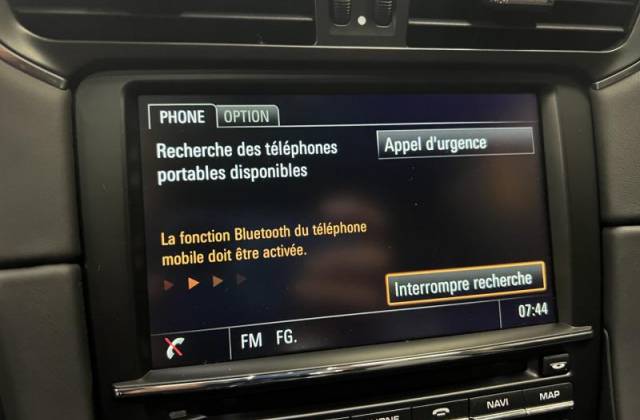 PHONE OPTION
Recherche des téléphones
portables disponibles
Appel d'urgence
La fonction Bluetooth du téléphone
mobile doit être activée.
Interrompre recherche
FM FG. 07:44
NAVI MAP